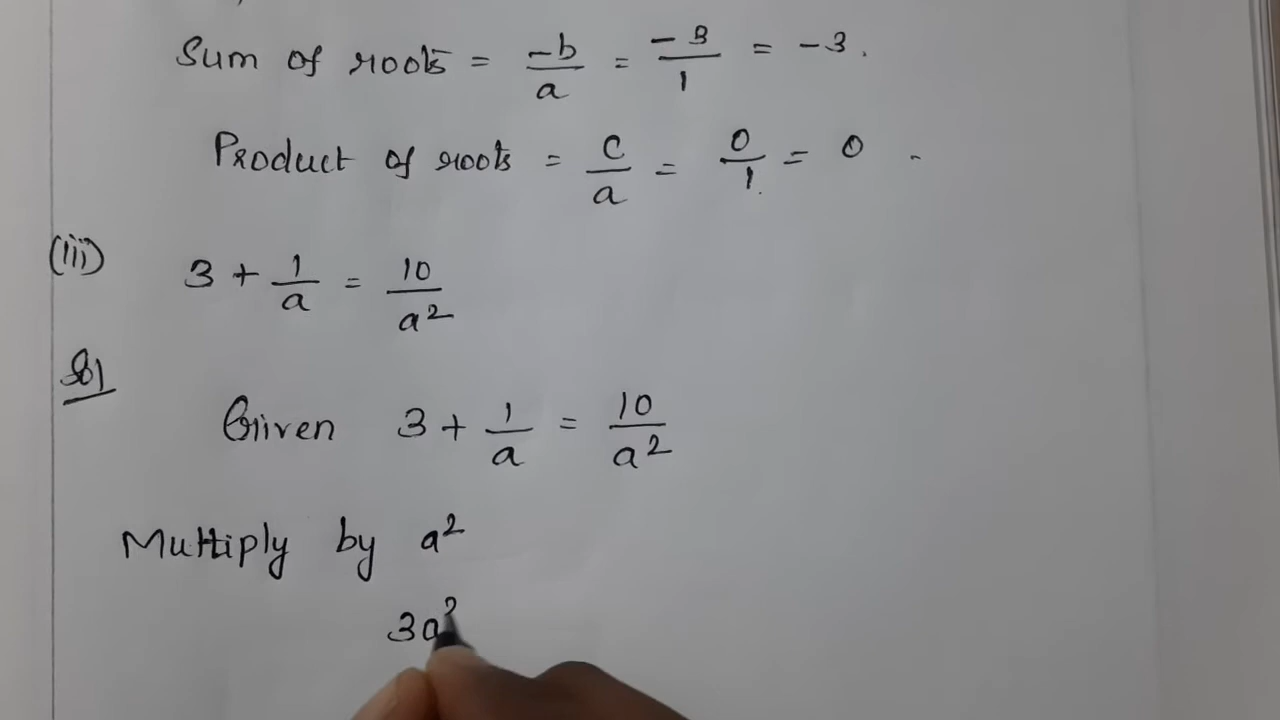 Sum of roots = -b/a = -3/1 = -3.
Product of roots = c/a = 0/1 = 0.
(iii) 3 + 1/a = 10/a²
Sol
Given 3 + 1/a = 10/a²
Multiply by a²
3a²